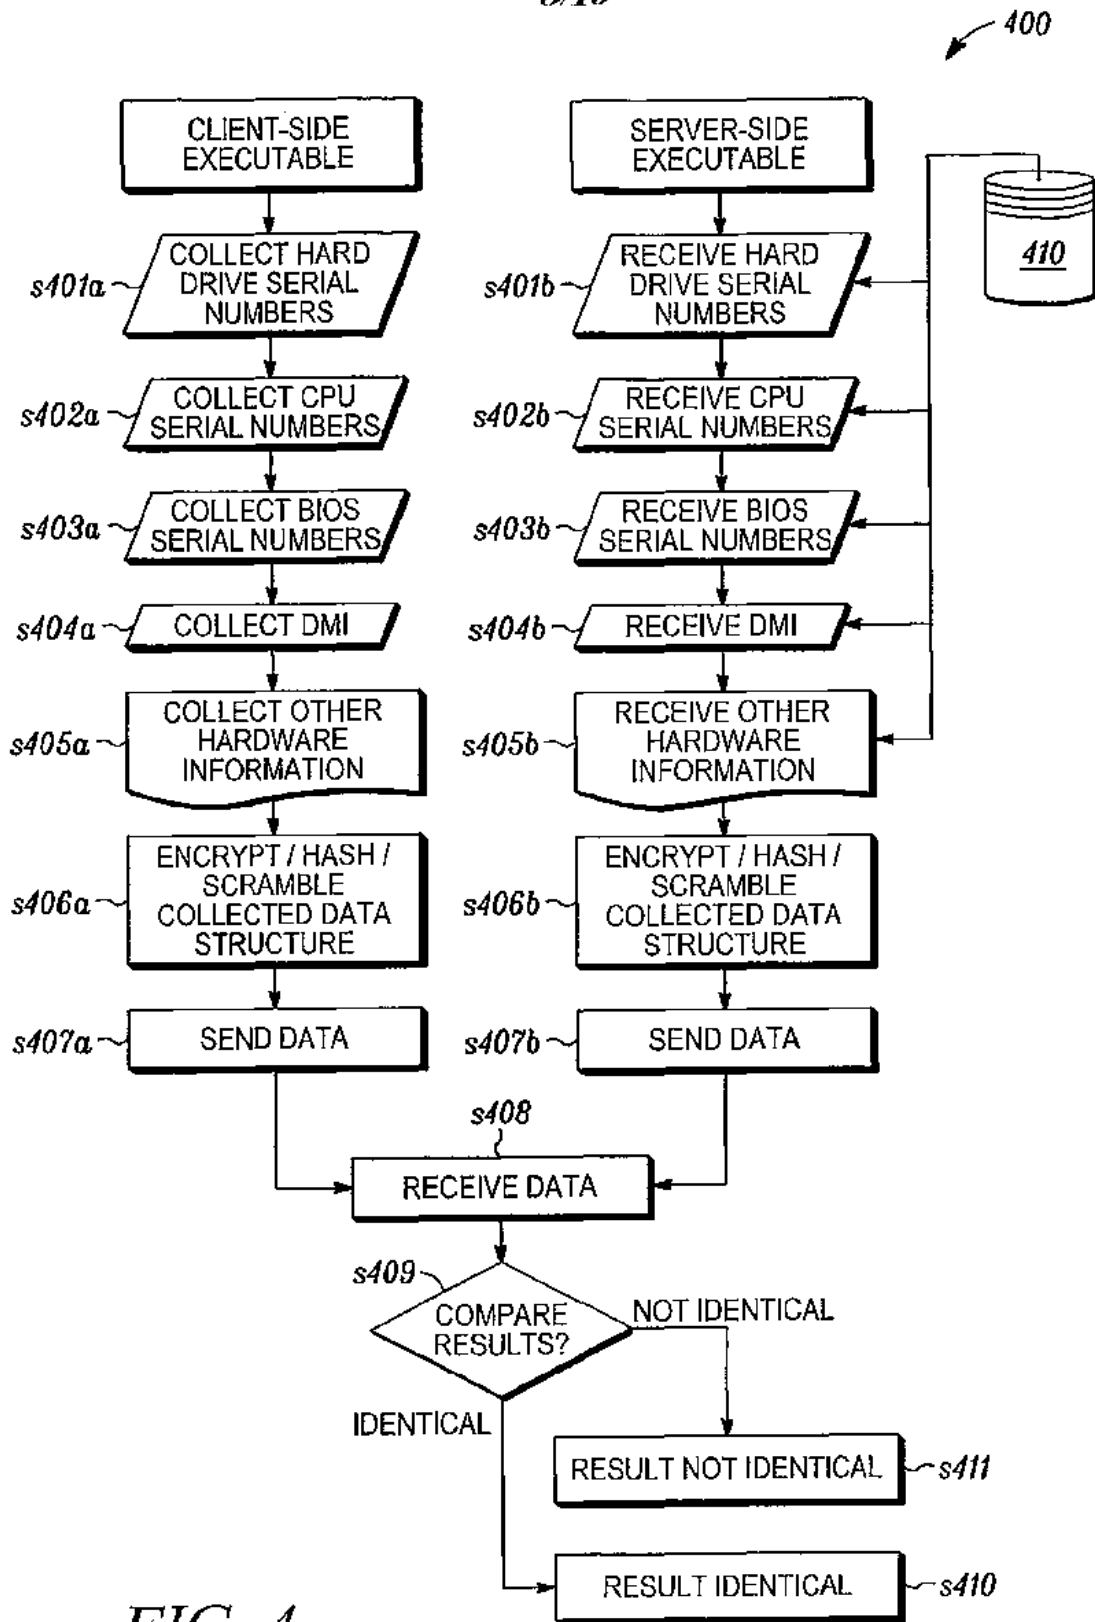 400
CLIENT-SIDE
EXECUTABLE
SERVER-SIDE
EXECUTABLE
410
s401a
COLLECT HARD
DRIVE SERIAL
NUMBERS
s401b
RECEIVE HARD
DRIVE SERIAL
NUMBERS
s402a
COLLECT CPU
SERIAL NUMBERS
s402b
RECEIVE CPU
SERIAL NUMBERS
s403a
COLLECT BIOS
SERIAL NUMBERS
s403b
RECEIVE BIOS
SERIAL NUMBERS
s404a
COLLECT DMI
s404b
RECEIVE DMI
s405a
COLLECT OTHER
HARDWARE
INFORMATION
s405b
RECEIVE OTHER
HARDWARE
INFORMATION
s406a
ENCRYPT / HASH /
SCRAMBLE
COLLECTED DATA
STRUCTURE
s406b
ENCRYPT / HASH /
SCRAMBLE
COLLECTED DATA
STRUCTURE
s407a
SEND DATA
s407b
SEND DATA
s408
RECEIVE DATA
s409
COMPARE
RESULTS?
NOT IDENTICAL
IDENTICAL
RESULT NOT IDENTICAL
s411
RESULT IDENTICAL
s410
FIG. 4